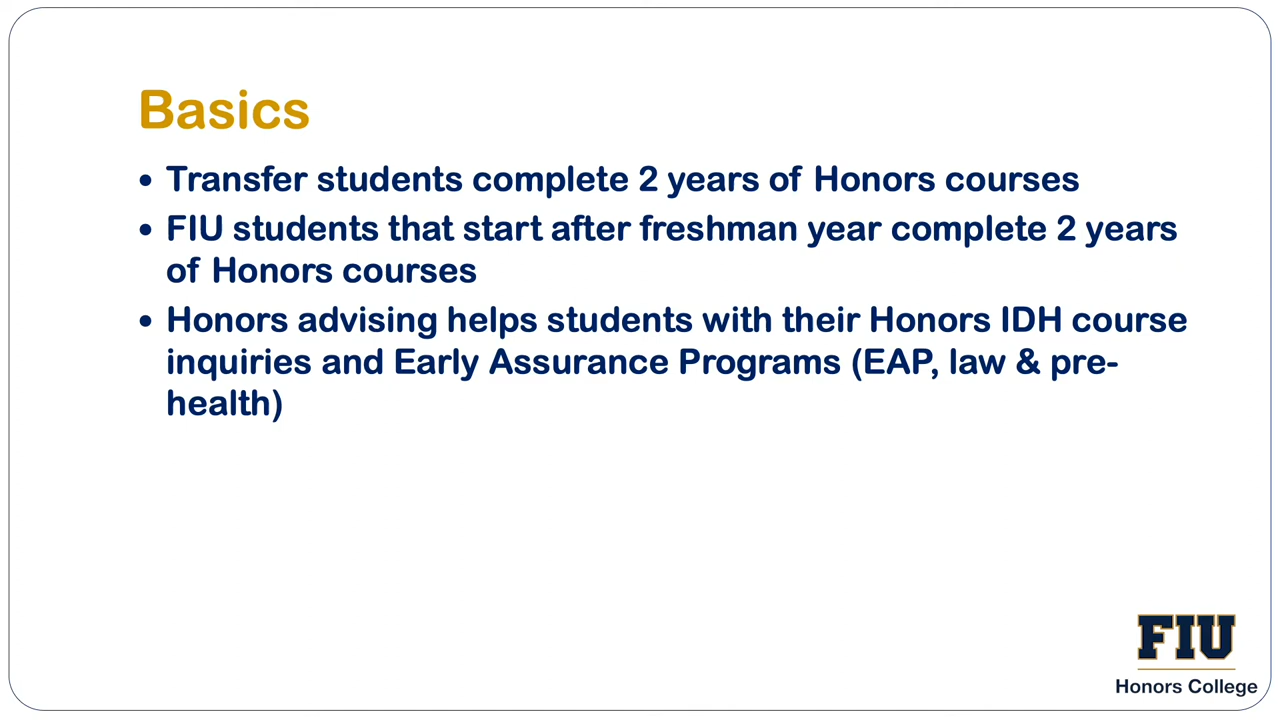 Basics
• Transfer students complete 2 years of Honors courses
• FIU students that start after freshman year complete 2 years
of Honors courses
• Honors advising helps students with their Honors IDH course
inquiries and Early Assurance Programs (EAP, law & pre-
health)
FIU
Honors College